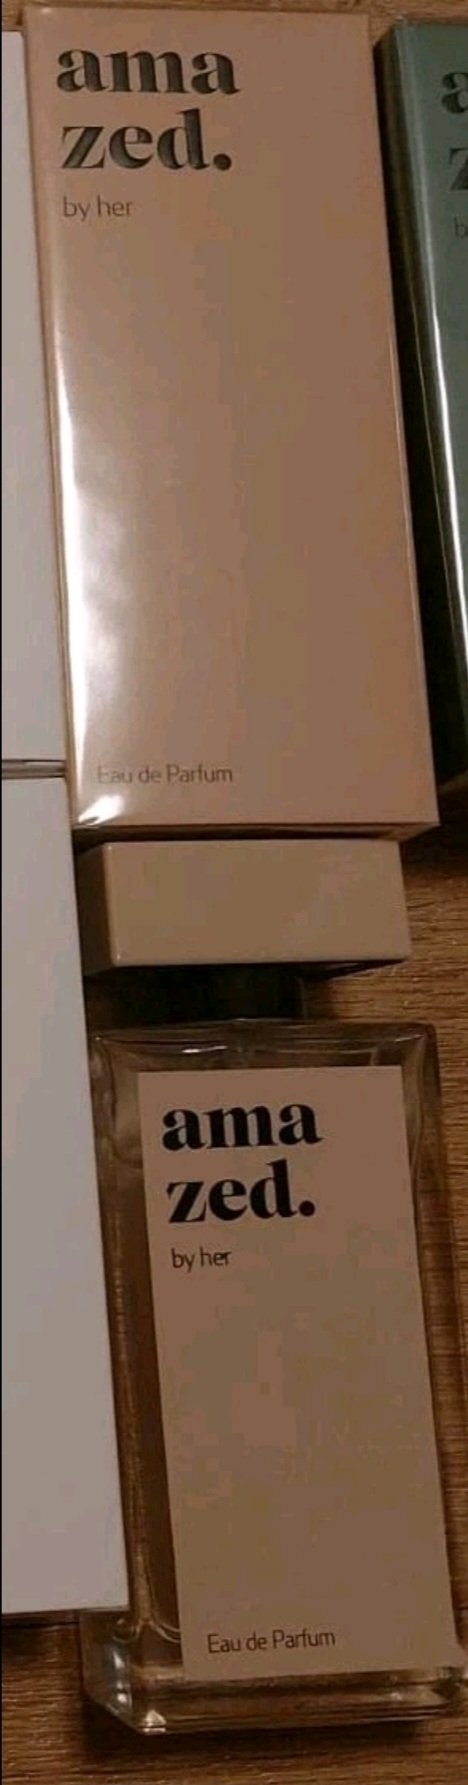 ama
zed.
by her
Eau de Parfum
ama
zed.
by her
Eau de Parfum